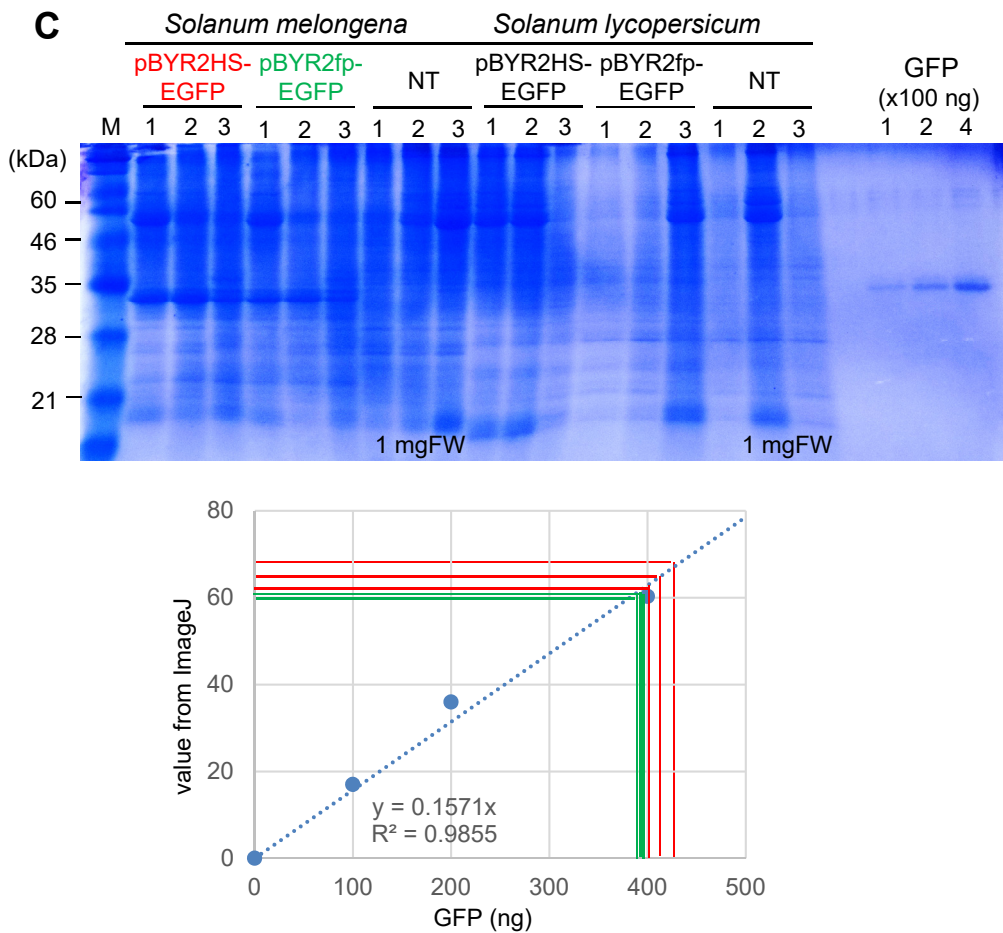 C
Solanum melongena Solanum lycopersicum
pBYR2HS-EGFP pBYR2fp-EGFP NT pBYR2HS-EGFP pBYR2fp-EGFP NT GFP
(x100 ng)
M 1 2 3 1 2 3 1 2 3 1 2 3 1 2 3 1 2 3 1 2 4
(kDa)
60
46
35
28
21
1 mgFW 1 mgFW
80
60
40
20
0
value from ImageJ
y = 0.1571x
R² = 0.9855
0 100 200 300 400 500
GFP (ng)